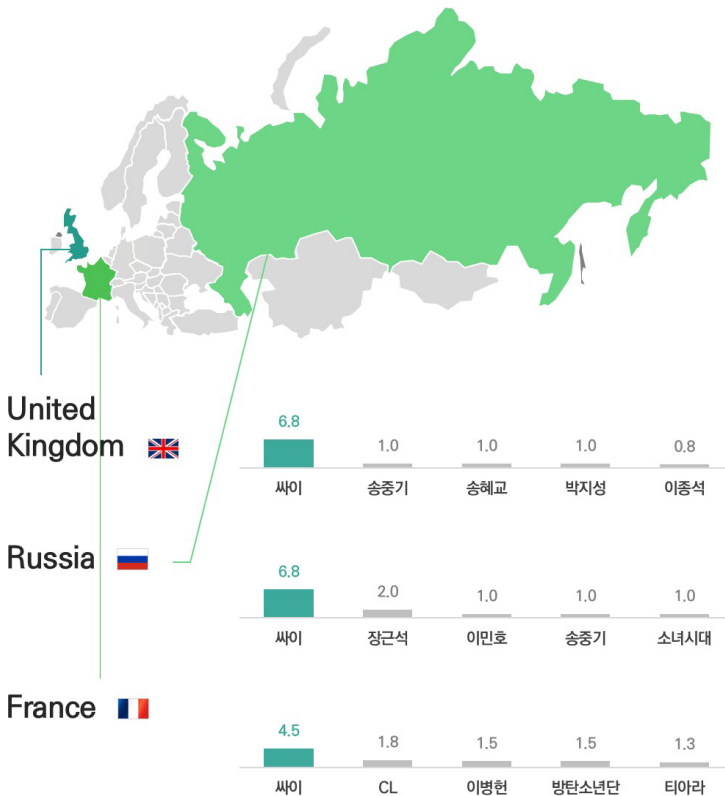 United
Kingdom
6.8 1.0 1.0 1.0 0.8
싸이 송중기 송혜교 박지성 이종석
Russia
6.8 2.0 1.0 1.0 1.0
싸이 장근석 이민호 송중기 소녀시대
France
4.5 1.8 1.5 1.5 1.3
싸이 CL 이병헌 방탄소년단 티아라